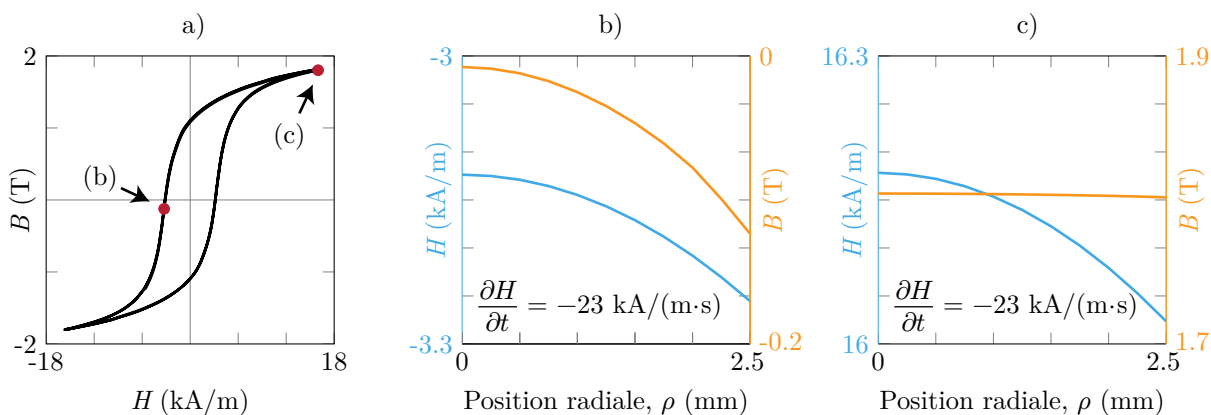 a)
2
-2
-18
18
B (T)
H (kA/m)
(b)
(c)
b)
-3
-3.3
H (kA/m)
0
-0.2
B (T)
∂H/∂t = −23 kA/(m·s)
0
2.5
Position radiale, ρ (mm)
c)
16.3
16
H (kA/m)
1.9
1.7
B (T)
∂H/∂t = −23 kA/(m·s)
0
2.5
Position radiale, ρ (mm)